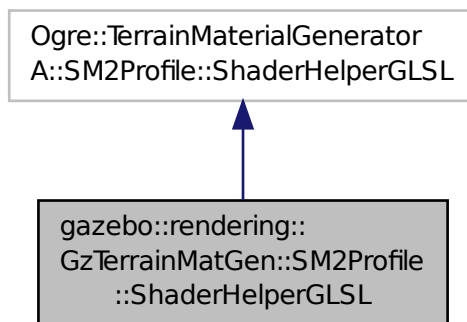 Ogre::TerrainMaterialGenerator
A::SM2Profile::ShaderHelperGLSL
gazebo::rendering::
GzTerrainMatGen::SM2Profile
::ShaderHelperGLSL